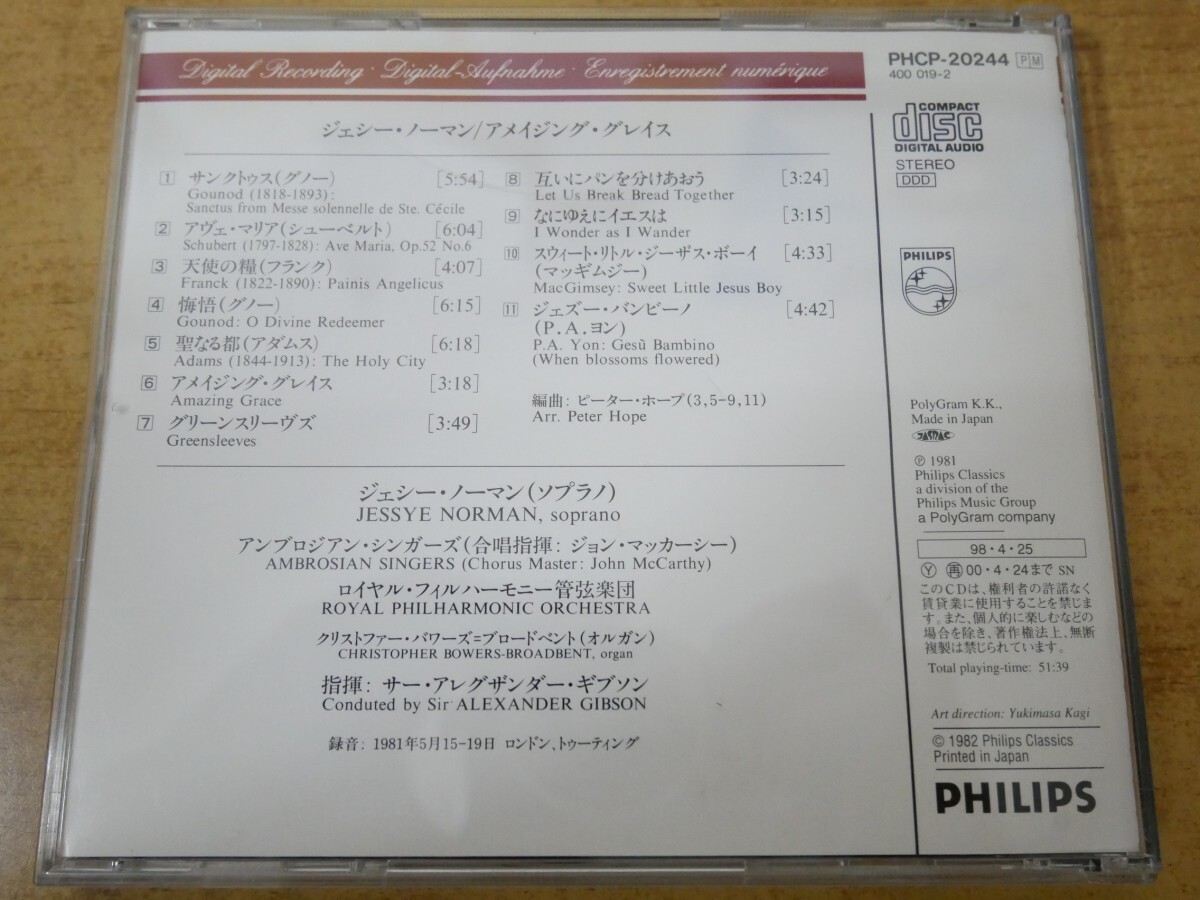 Digital Recording · Digital-Aufnahme · Enregistrement numérique
ジェシー・ノーマン/アメイジング・グレイス
1 サンクトゥス(グノー) [5:54]
Gounod (1818-1893):
Sanctus from Messe solennelle de Ste. Cécile
2 アヴェ・マリア(シューベルト) [6:04]
Schubert (1797-1828): Ave Maria, Op.52 No.6
3 天使の糧(フランク) [4:07]
Franck (1822-1890): Painis Angelicus
4 悔悟(グノー) [6:15]
Gounod: O Divine Redeemer
5 聖なる都(アダムス) [6:18]
Adams (1844-1913): The Holy City
6 アメイジング・グレイス [3:18]
Amazing Grace
7 グリーンスリーヴズ [3:49]
Greensleeves
8 互いにパンを分けあおう [3:24]
Let Us Break Bread Together
9 なにゆえにイエスは [3:15]
I Wonder as I Wander
10 スウィート・リトル・ジーザス・ボーイ [4:33]
(マッギムジー)
MacGimsey: Sweet Little Jesus Boy
11 ジェズー・バンビーノ [4:42]
(P.A.ヨン)
P.A. Yon: Gesù Bambino
(When blossoms flowered)
編曲: ピーター・ホープ(3,5-9,11)
Arr. Peter Hope
ジェシー・ノーマン(ソプラノ)
JESSYE NORMAN, soprano
アンブロジアン・シンガーズ(合唱指揮: ジョン・マッカーシー)
AMBROSIAN SINGERS (Chorus Master: John McCarthy)
ロイヤル・フィルハーモニー管弦楽団
ROYAL PHILHARMONIC ORCHESTRA
クリストファー・バワーズ=ブロードベント(オルガン)
CHRISTOPHER BOWERS-BROADBENT, organ
指揮: サー・アレグザンダー・ギブソン
Conduted by Sir ALEXANDER GIBSON
録音: 1981年5月15-19日 ロンドン、トゥーティング
PHCP-20244 PM
400 019-2
COMPACT
disc
DIGITAL AUDIO
STEREO
DDD
PHILIPS
PolyGram K.K.,
Made in Japan
JASRAC
℗ 1981
Philips Classics
a division of the
Philips Music Group
a PolyGram company
98・4・25
Ⓨ 再 00・4・24まで SN
このCDは、権利者の許諾なく
賃貸業に使用することを禁じま
す。また、個人的に楽しむなどの
場合を除き、著作権法上、無断
複製は禁じられています。
Total playing-time: 51:39
Art direction: Yukimasa Kagi
© 1982 Philips Classics
Printed in Japan
PHILIPS